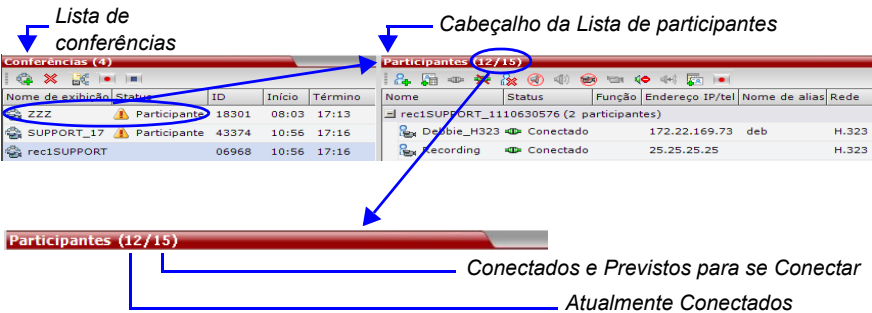 Lista de
conferências
Cabeçalho da Lista de participantes
Conferências (4)
Nome de exibição Status ID Início Término
ZZZ Participante 18301 08:03 17:13
SUPPORT_17 Participante 43374 10:56 17:16
rec1SUPPORT 06968 10:56 17:16
Participantes (12/15)
Nome Status Função Endereço IP/tel Nome de alias Rede
rec1SUPPORT_1110630576 (2 participantes)
Debbie_H323 Conectado 172.22.169.73 deb H.323
Recording Conectado 25.25.25.25 H.323
Participantes (12/15)
Conectados e Previstos para se Conectar
Atualmente Conectados